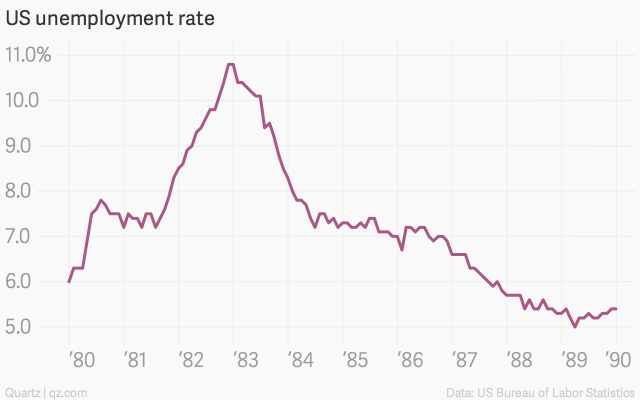 US unemployment rate
11.0%
10.0
9.0
8.0
7.0
6.0
5.0
’80 ’81 ’82 ’83 ’84 ’85 ’86 ’87 ’88 ’89 ’90
Quartz | qz.com Data: US Bureau of Labor Statistics